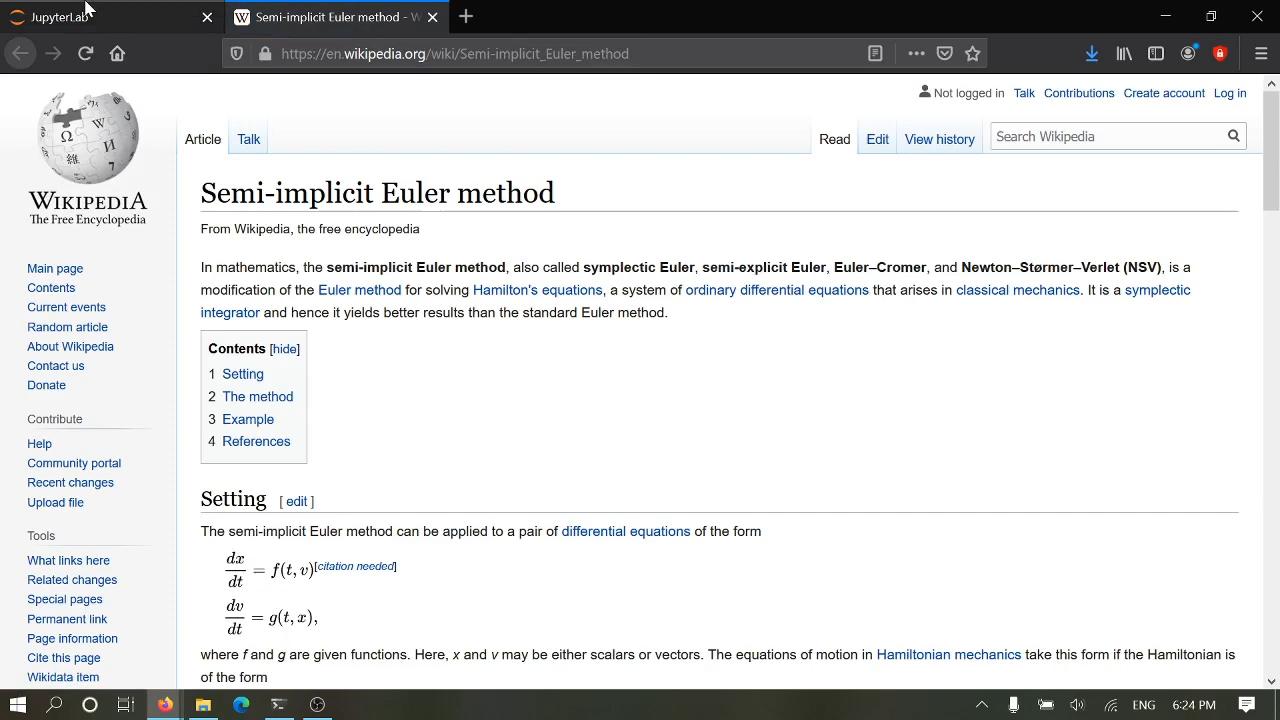 JupyterLab
Semi-implicit Euler method - W
https://en.wikipedia.org/wiki/Semi-implicit_Euler_method
Not logged in Talk Contributions Create account Log in
Article Talk Read Edit View history Search Wikipedia
WIKIPEDIA
The Free Encyclopedia
Main page
Contents
Current events
Random article
About Wikipedia
Contact us
Donate
Contribute
Help
Community portal
Recent changes
Upload file
Tools
What links here
Related changes
Special pages
Permanent link
Page information
Cite this page
Wikidata item
Semi-implicit Euler method
From Wikipedia, the free encyclopedia
In mathematics, the semi-implicit Euler method, also called symplectic Euler, semi-explicit Euler, Euler–Cromer, and Newton–Størmer–Verlet (NSV), is a
modification of the Euler method for solving Hamilton's equations, a system of ordinary differential equations that arises in classical mechanics. It is a symplectic
integrator and hence it yields better results than the standard Euler method.
Contents [hide]
1 Setting
2 The method
3 Example
4 References
Setting [ edit ]
The semi-implicit Euler method can be applied to a pair of differential equations of the form
dx/dt = f(t, v)[citation needed]
dv/dt = g(t, x),
where f and g are given functions. Here, x and v may be either scalars or vectors. The equations of motion in Hamiltonian mechanics take this form if the Hamiltonian is
of the form
ENG 6:24 PM